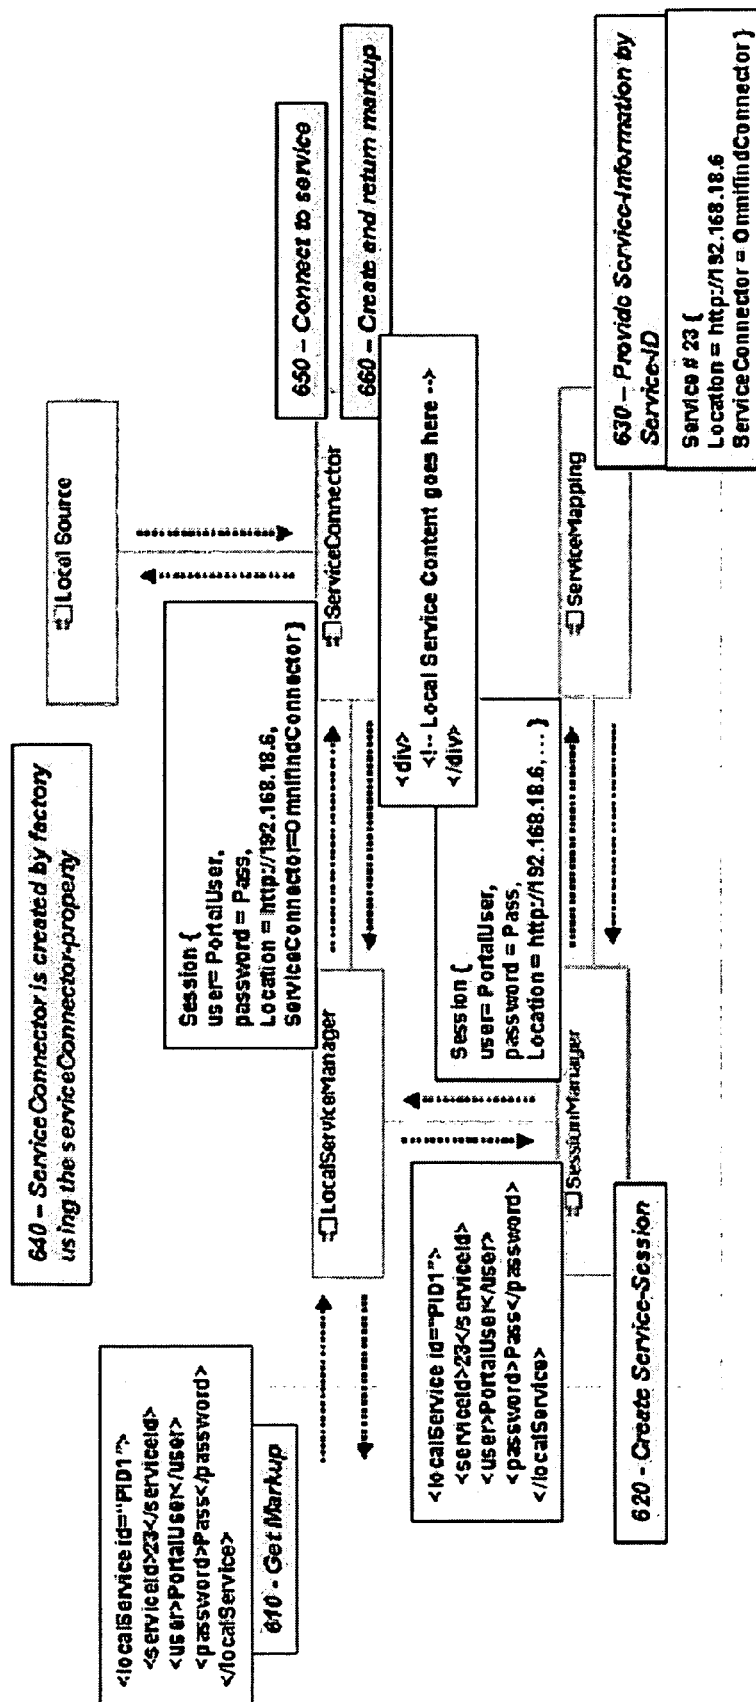 <localService id="PID1">
<serviceId>23</serviceId>
<user>PortalUser</user>
<password>Pass</password>
</localService>
610 - Get Markup
640 – ServiceConnector is created by factory
using the serviceConnector-property
Local Source
Session {
user= PortalUser,
password = Pass,
Location = http://192.168.18.6,
ServiceConnector=OmnifindConnector }
650 – Connect to service
660 – Create and return markup
LocalServiceManager
ServiceConnector
<div>
<!-- Local Service Content goes here -->
</div>
<localService id="PID1">
<serviceId>23</serviceId>
<user>PortalUser</user>
<password>Pass</password>
</localService>
Session {
user= PortalUser,
password = Pass,
Location = http://192.168.18.6,... }
SessionManager
ServiceMapping
620 - Create Service-Session
630 – Provide Service-Information by
Service-ID
Service # 23 {
Location = http://192.168.18.6
ServiceConnector = OmnifindConnector }